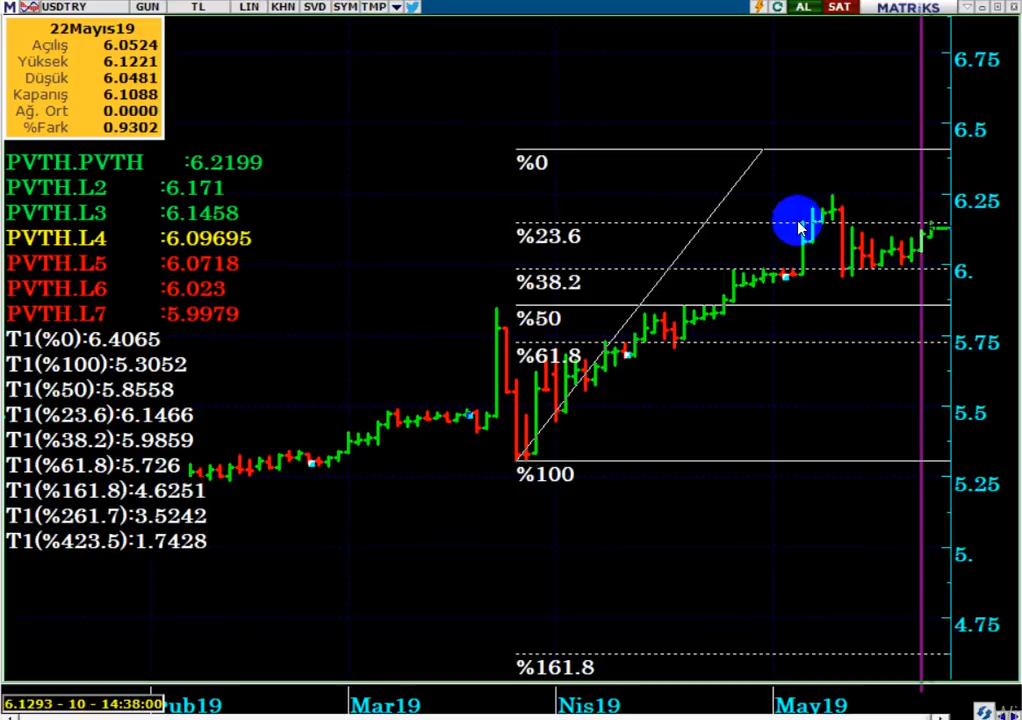 M USDTRY GUN TL LIN KHN SVD SYM TMP AL SAT MATRiKS
22Mayıs19
Açılış 6.0524
Yüksek 6.1221
Düşük 6.0481
Kapanış 6.1088
Ağ. Ort 0.0000
%Fark 0.9302
PVTH.PVTH :6.2199
PVTH.L2 :6.171
PVTH.L3 :6.1458
PVTH.L4 :6.09695
PVTH.L5 :6.0718
PVTH.L6 :6.023
PVTH.L7 :5.9979
T1(%0):6.4065
T1(%100):5.3052
T1(%50):5.8558
T1(%23.6):6.1466
T1(%38.2):5.9859
T1(%61.8):5.726
T1(%161.8):4.6251
T1(%261.7):3.5242
T1(%423.5):1.7428
%0
%23.6
%38.2
%50
%61.8
%100
%161.8
6.75
6.5
6.25
6.
5.75
5.5
5.25
5.
4.75
6.1293 - 10 - 14:38:00
ub19 Mar19 Nis19 May19